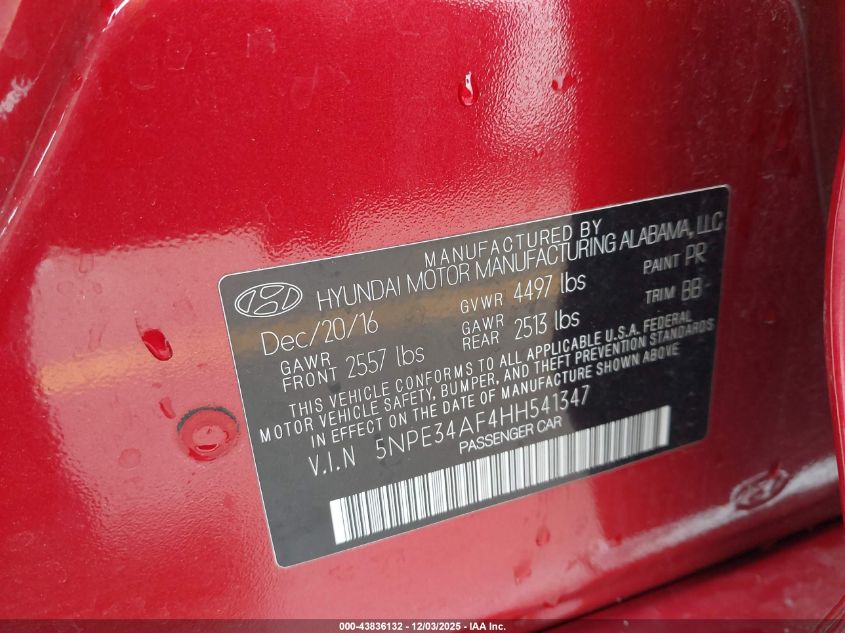 MANUFACTURED BY
HYUNDAI MOTOR MANUFACTURING ALABAMA, LLC
Dec/20/16 GVWR 4497 lbs PAINT PR
GAWR FRONT 2557 lbs GAWR REAR 2513 lbs TRIM BB
THIS VEHICLE CONFORMS TO ALL APPLICABLE U.S.A. FEDERAL
MOTOR VEHICLE SAFETY, BUMPER, AND THEFT PREVENTION STANDARDS
IN EFFECT ON THE DATE OF MANUFACTURE SHOWN ABOVE
V.I.N 5NPE34AF4HH541347
PASSENGER CAR
000-43836132 - 12/03/2025 - IAA Inc.